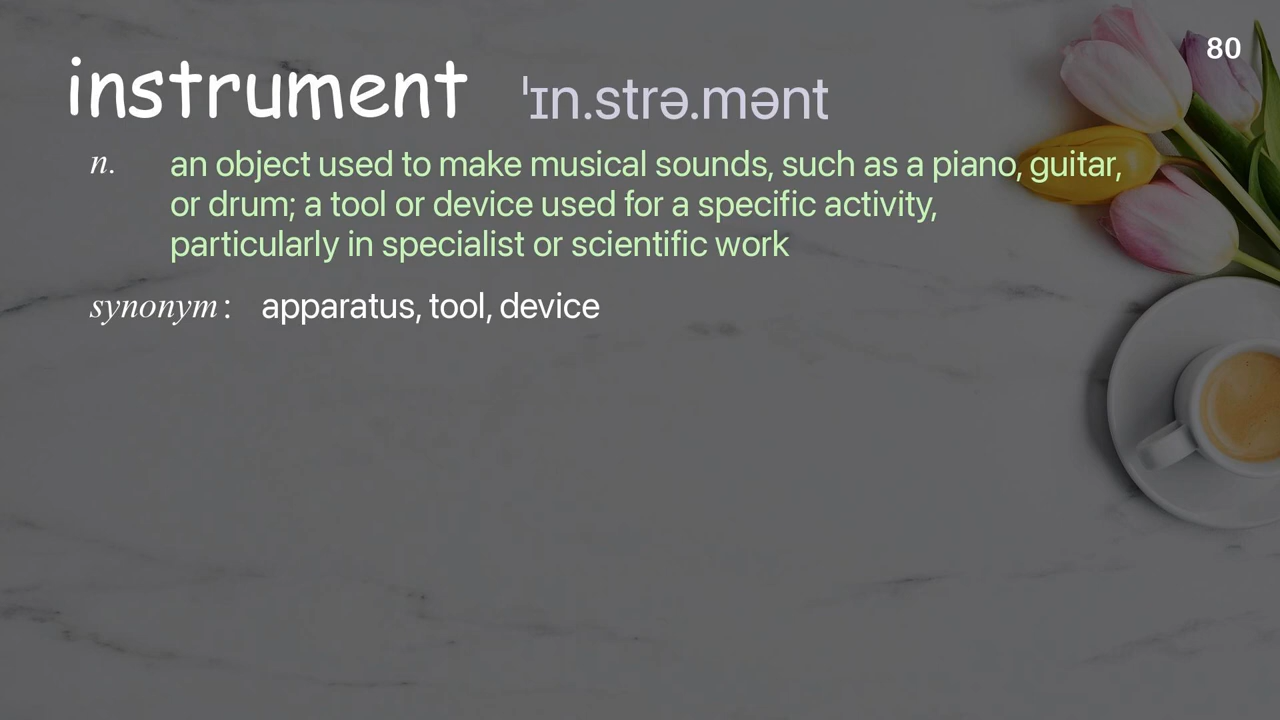 80
instrument ˈɪn.strə.mənt
n. an object used to make musical sounds, such as a piano, guitar,
or drum; a tool or device used for a specific activity,
particularly in specialist or scientific work
synonym : apparatus, tool, device